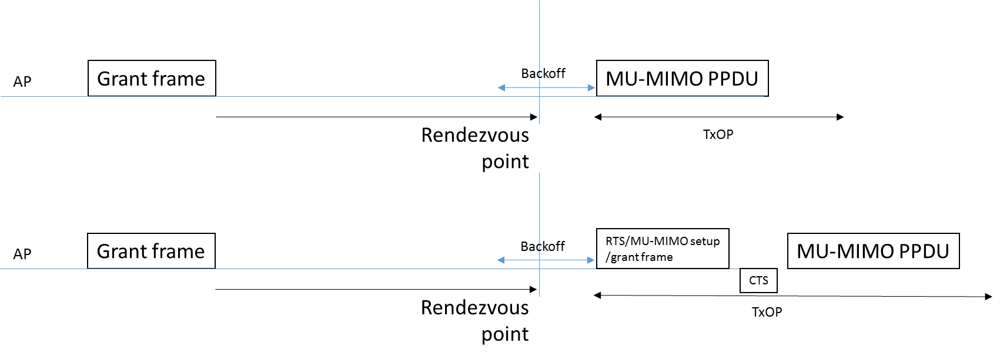 AP
Grant frame
Backoff
MU-MIMO PPDU
Rendezvous
point
TxOP
AP
Grant frame
Backoff
RTS/MU-MIMO setup
/grant frame
MU-MIMO PPDU
CTS
Rendezvous
point
TxOP